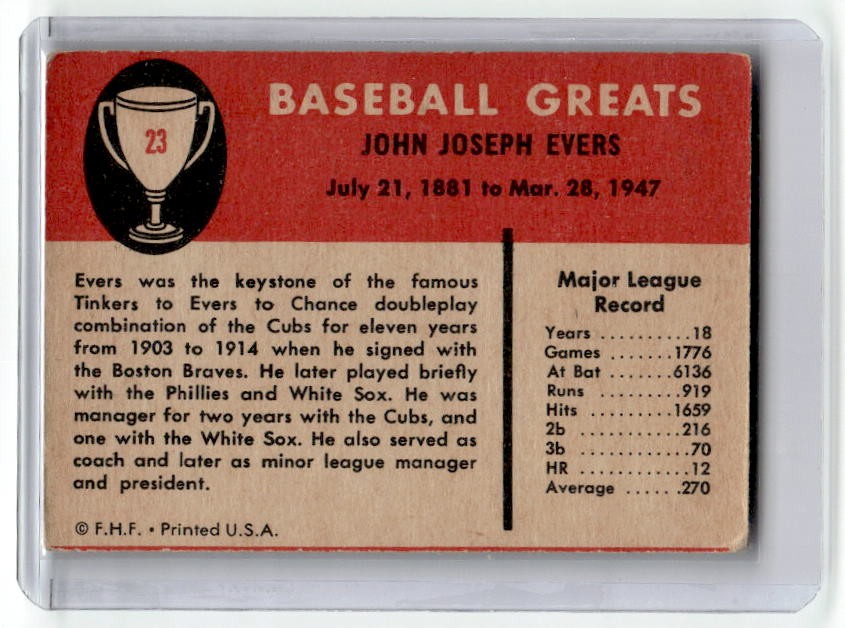 23
BASEBALL GREATS
JOHN JOSEPH EVERS
July 21, 1881 to Mar. 28, 1947
Evers was the keystone of the famous
Tinkers to Evers to Chance doubleplay
combination of the Cubs for eleven years
from 1903 to 1914 when he signed with
the Boston Braves. He later played briefly
with the Phillies and White Sox. He was
manager for two years with the Cubs, and
one with the White Sox. He also served as
coach and later as minor league manager
and president.
© F.H.F. • Printed U.S.A.
Major League
Record
Years ..........18
Games .......1776
At Bat .......6136
Runs .........919
Hits .........1659
2b ...........216
3b ............70
HR ............12
Average ......270